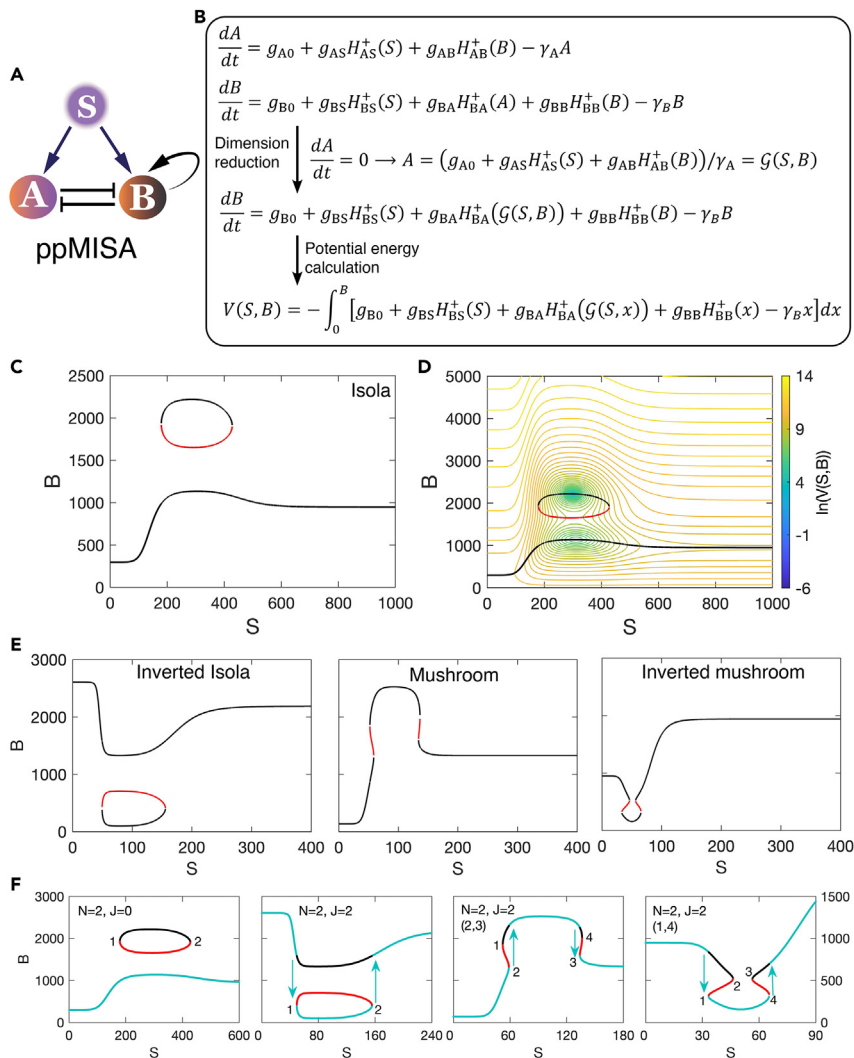 A
S
A
B
ppMISA
B
dA/dt = g_A0 + g_AS H⁺_AS(S) + g_AB H⁺_AB(B) − γ_A A
dB/dt = g_B0 + g_BS H⁺_BS(S) + g_BA H⁺_BA(A) + g_BB H⁺_BB(B) − γ_B B
Dimension
reduction
dA/dt = 0 → A = (g_A0 + g_AS H⁺_AS(S) + g_AB H⁺_AB(B))/γ_A = 𝒢(S, B)
dB/dt = g_B0 + g_BS H⁺_BS(S) + g_BA H⁺_BA(𝒢(S, B)) + g_BB H⁺_BB(B) − γ_B B
Potential energy
calculation
V(S, B) = −∫₀ᴮ [g_B0 + g_BS H⁺_BS(S) + g_BA H⁺_BA(𝒢(S, x)) + g_BB H⁺_BB(x) − γ_B x]dx
C
Isola
B
2500
2000
1500
1000
500
0
0 200 400 600 800 1000
S
D
B
5000
4000
3000
2000
1000
0
0 200 400 600 800 1000
S
14
9
4
-1
-6
ln(V(S,B))
E
Inverted Isola
B
3000
2000
1000
0
0 100 200 300 400
S
Mushroom
0 100 200 300 400
S
Inverted mushroom
0 100 200 300 400
S
F
N=2, J=0
B
3000
2000
1000
0
1
2
0 200 400 600
S
N=2, J=2
1
2
0 80 160 240
S
N=2, J=2
(2,3)
1
2
3
4
0 60 120 180
S
N=2, J=2
(1,4)
1
2
3
4
0 30 60 90
S
1500
1000
500
0